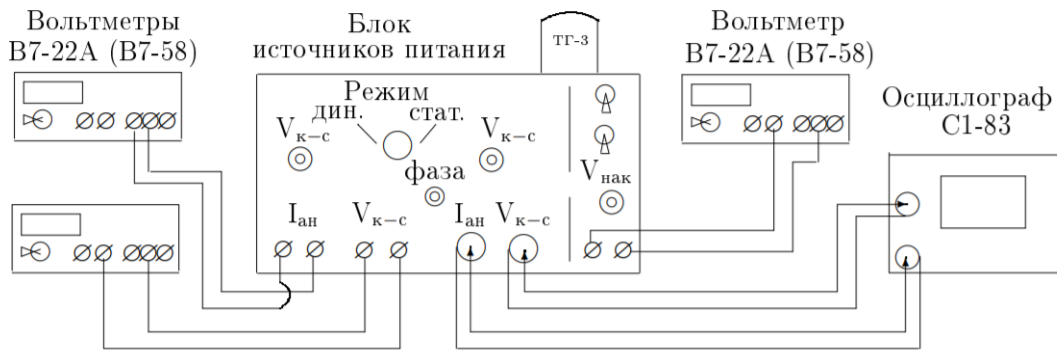 Вольтметры
В7-22А (В7-58)
Блок
источников питания
ТГ-3
Вольтметр
В7-22А (В7-58)
Осциллограф
С1-83
Режим
дин.
стат.
Vк−с
Vк−с
фаза
Vнак
Iан
Vк−с
Iан
Vк−с